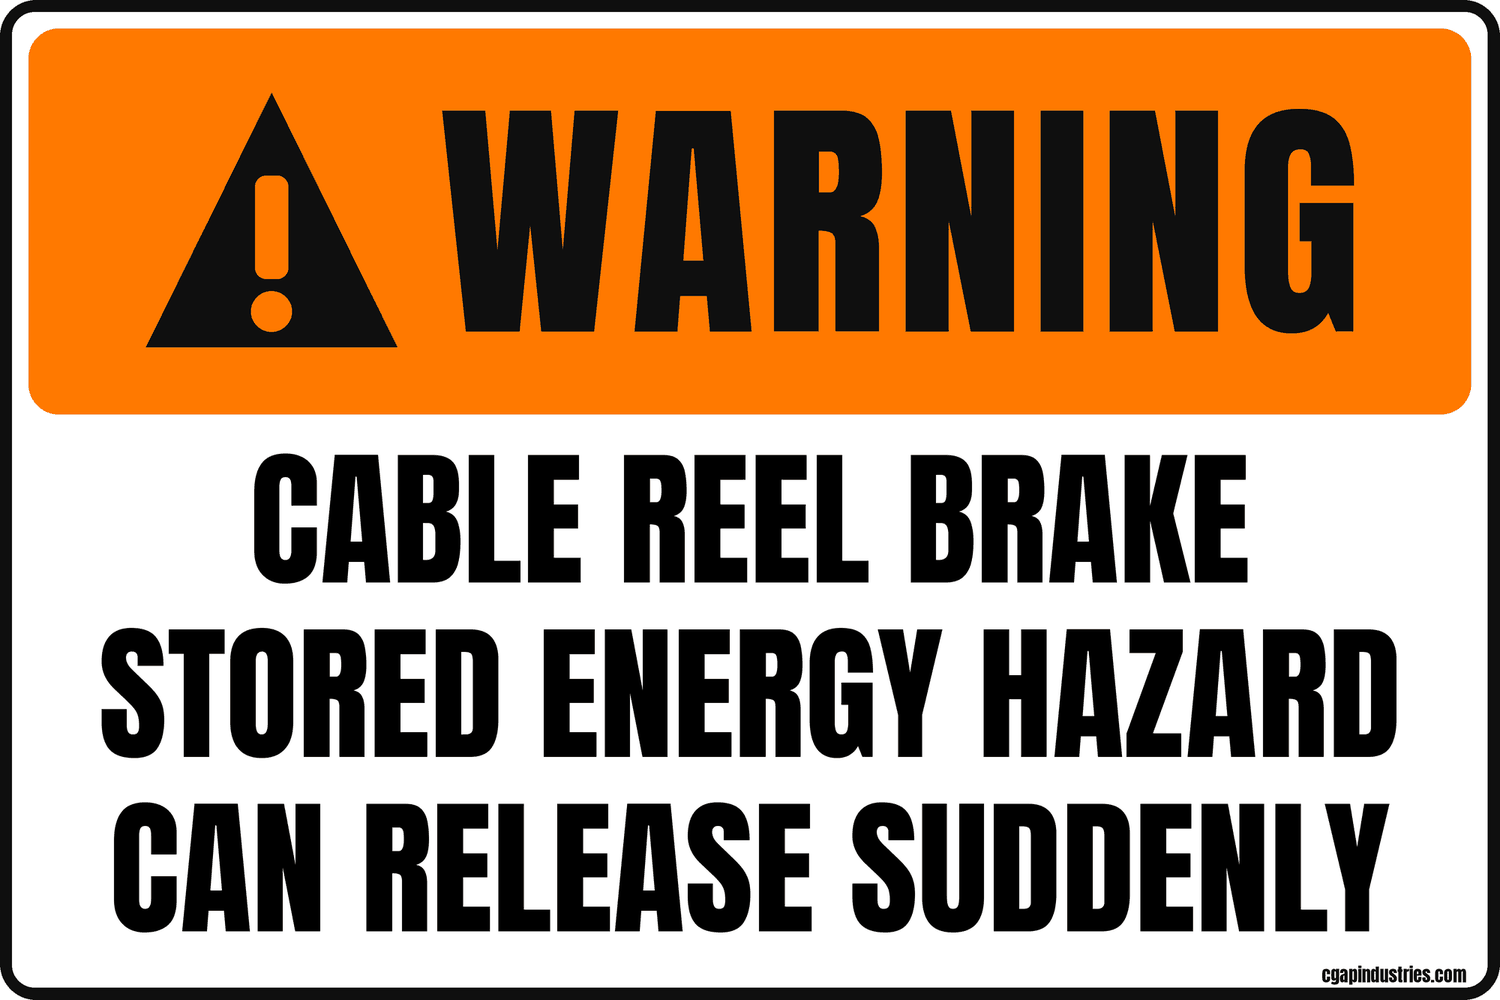 WARNING
CABLE REEL BRAKE
STORED ENERGY HAZARD
CAN RELEASE SUDDENLY
cgapindustries.com